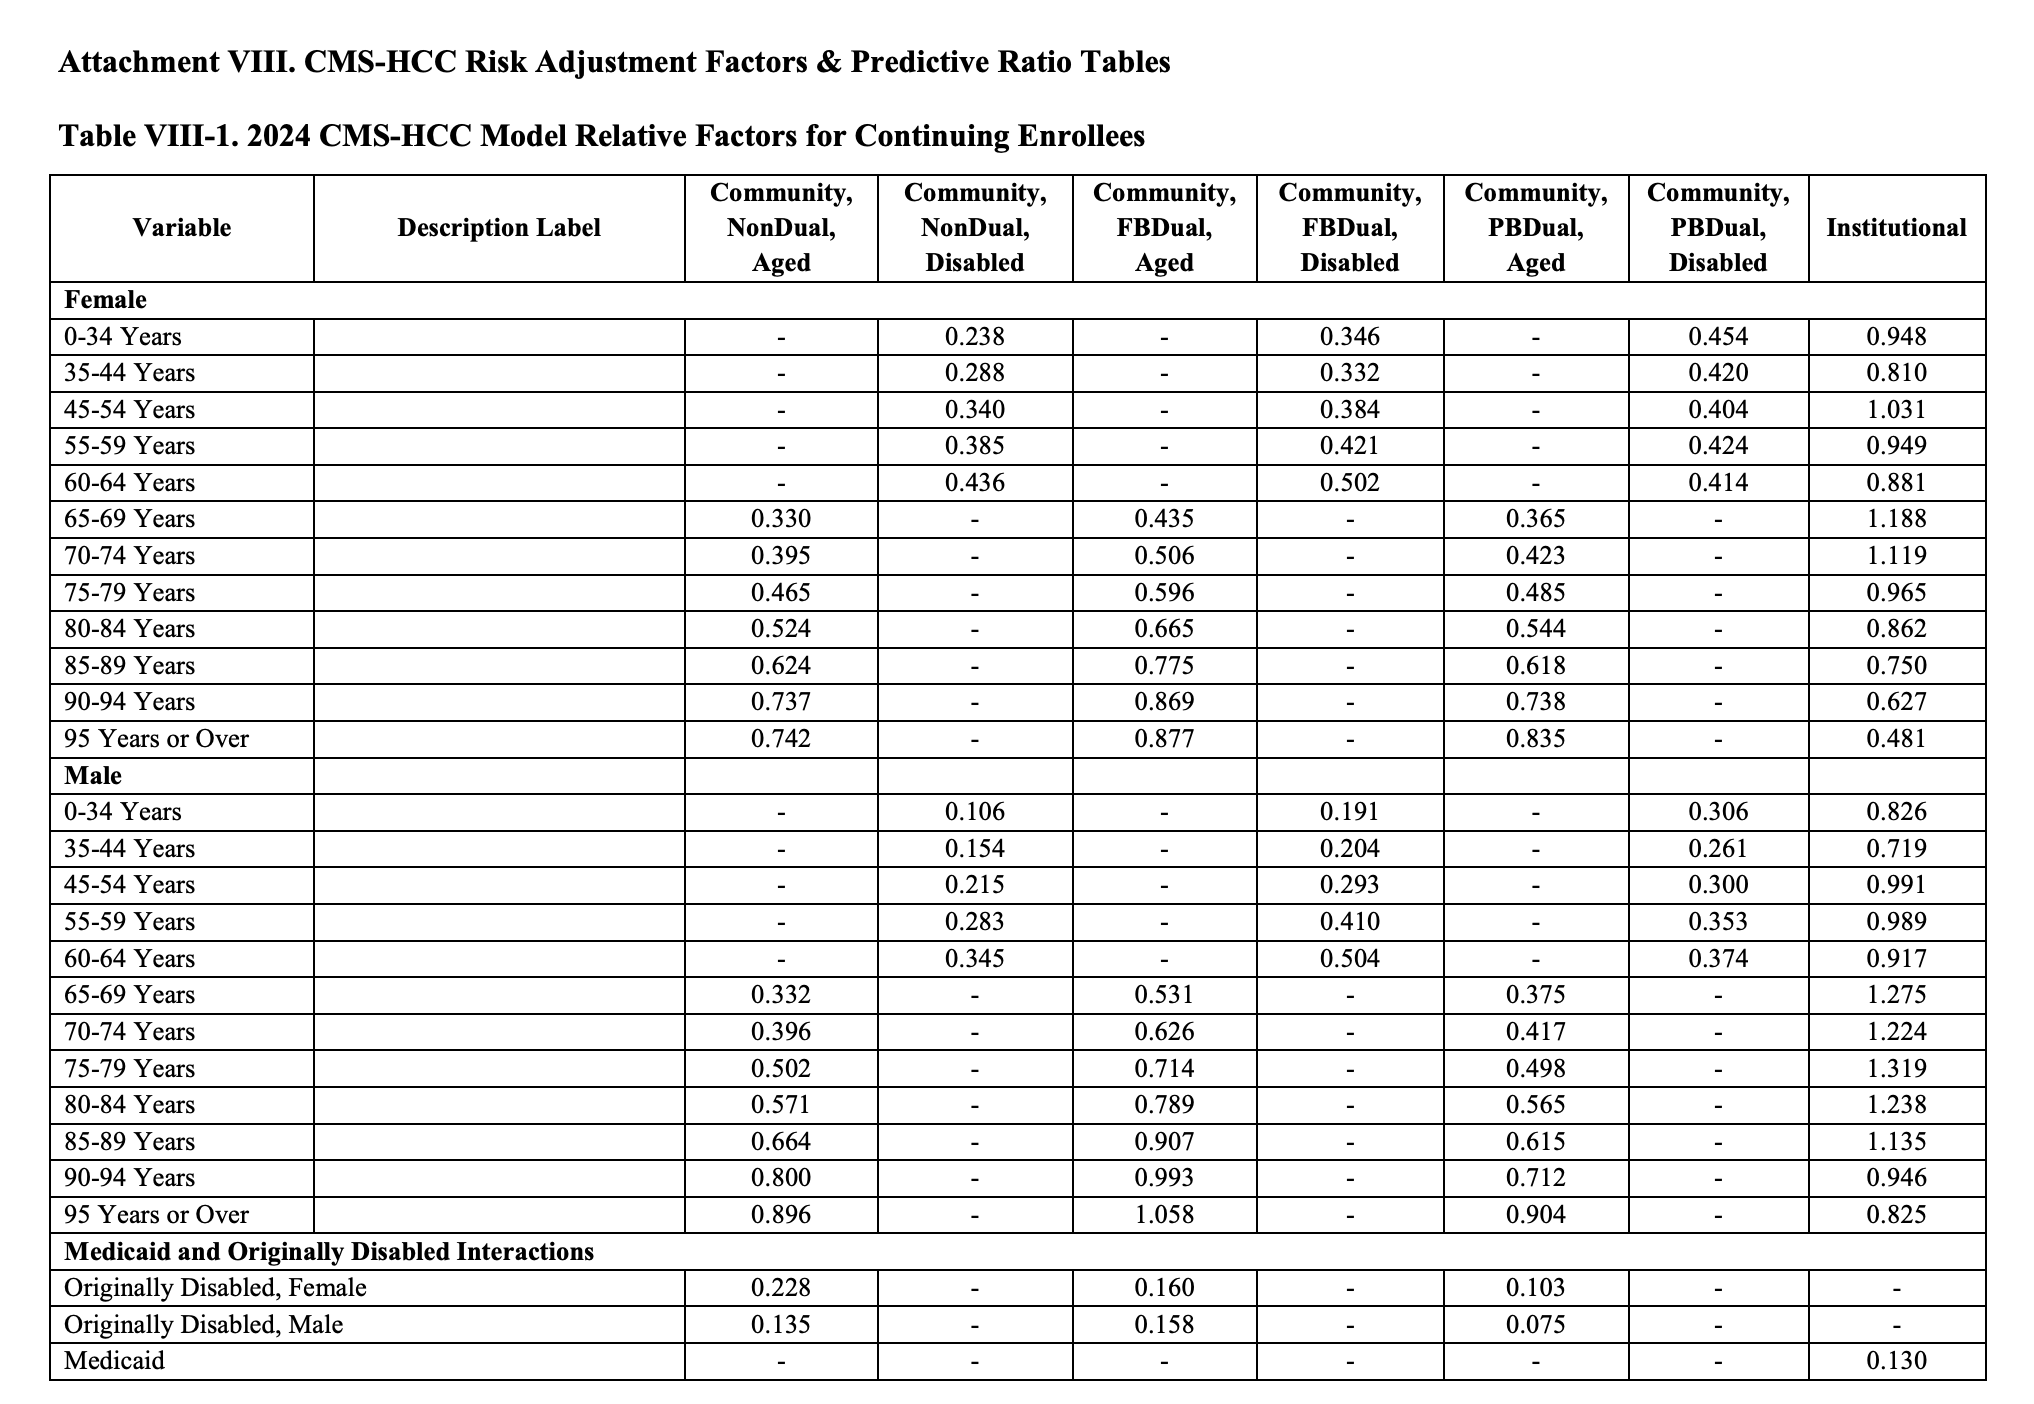 Attachment VIII. CMS-HCC Risk Adjustment Factors & Predictive Ratio Tables
Table VIII-1. 2024 CMS-HCC Model Relative Factors for Continuing Enrollees
Variable Description Label Community, NonDual, Aged Community, NonDual, Disabled Community, FBDual, Aged Community, FBDual, Disabled Community, PBDual, Aged Community, PBDual, Disabled Institutional
Female
0-34 Years - 0.238 - 0.346 - 0.454 0.948
35-44 Years - 0.288 - 0.332 - 0.420 0.810
45-54 Years - 0.340 - 0.384 - 0.404 1.031
55-59 Years - 0.385 - 0.421 - 0.424 0.949
60-64 Years - 0.436 - 0.502 - 0.414 0.881
65-69 Years 0.330 - 0.435 - 0.365 - 1.188
70-74 Years 0.395 - 0.506 - 0.423 - 1.119
75-79 Years 0.465 - 0.596 - 0.485 - 0.965
80-84 Years 0.524 - 0.665 - 0.544 - 0.862
85-89 Years 0.624 - 0.775 - 0.618 - 0.750
90-94 Years 0.737 - 0.869 - 0.738 - 0.627
95 Years or Over 0.742 - 0.877 - 0.835 - 0.481
Male
0-34 Years - 0.106 - 0.191 - 0.306 0.826
35-44 Years - 0.154 - 0.204 - 0.261 0.719
45-54 Years - 0.215 - 0.293 - 0.300 0.991
55-59 Years - 0.283 - 0.410 - 0.353 0.989
60-64 Years - 0.345 - 0.504 - 0.374 0.917
65-69 Years 0.332 - 0.531 - 0.375 - 1.275
70-74 Years 0.396 - 0.626 - 0.417 - 1.224
75-79 Years 0.502 - 0.714 - 0.498 - 1.319
80-84 Years 0.571 - 0.789 - 0.565 - 1.238
85-89 Years 0.664 - 0.907 - 0.615 - 1.135
90-94 Years 0.800 - 0.993 - 0.712 - 0.946
95 Years or Over 0.896 - 1.058 - 0.904 - 0.825
Medicaid and Originally Disabled Interactions
Originally Disabled, Female 0.228 - 0.160 - 0.103 - -
Originally Disabled, Male 0.135 - 0.158 - 0.075 - -
Medicaid - - - - - - 0.130